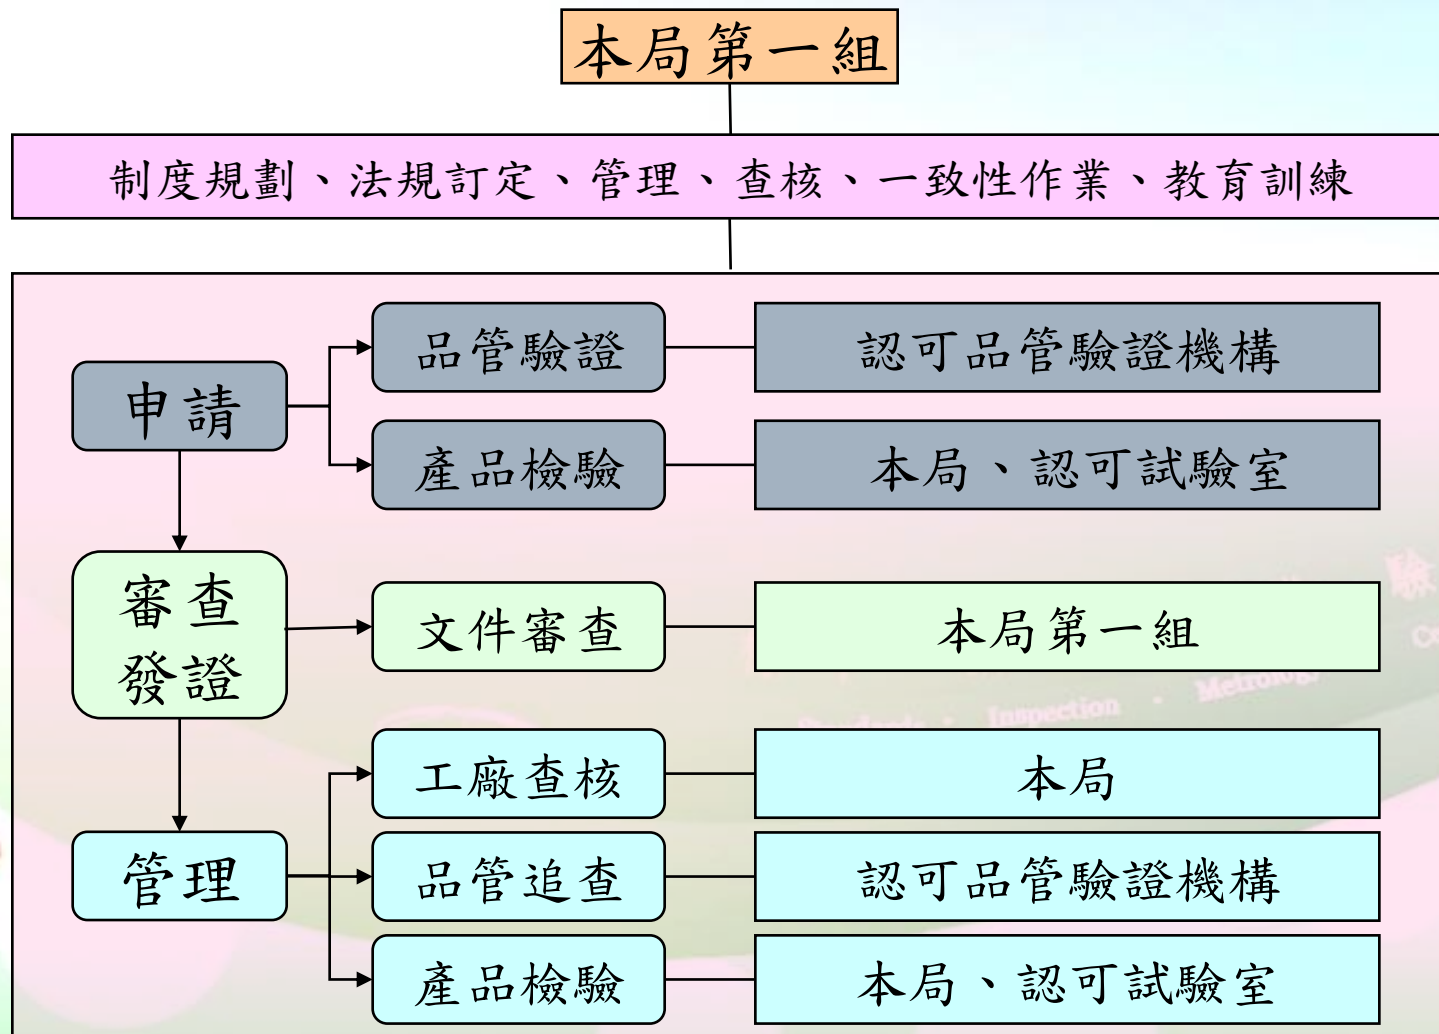 本局第一組
制度規劃、法規訂定、管理、查核、一致性作業、教育訓練
申請
品管驗證
認可品管驗證機構
產品檢驗
本局、認可試驗室
審查
發證
文件審查
本局第一組
驗
Inspection · Metrology
管理
工廠查核
本局
品管追查
認可品管驗證機構
產品檢驗
本局、認可試驗室